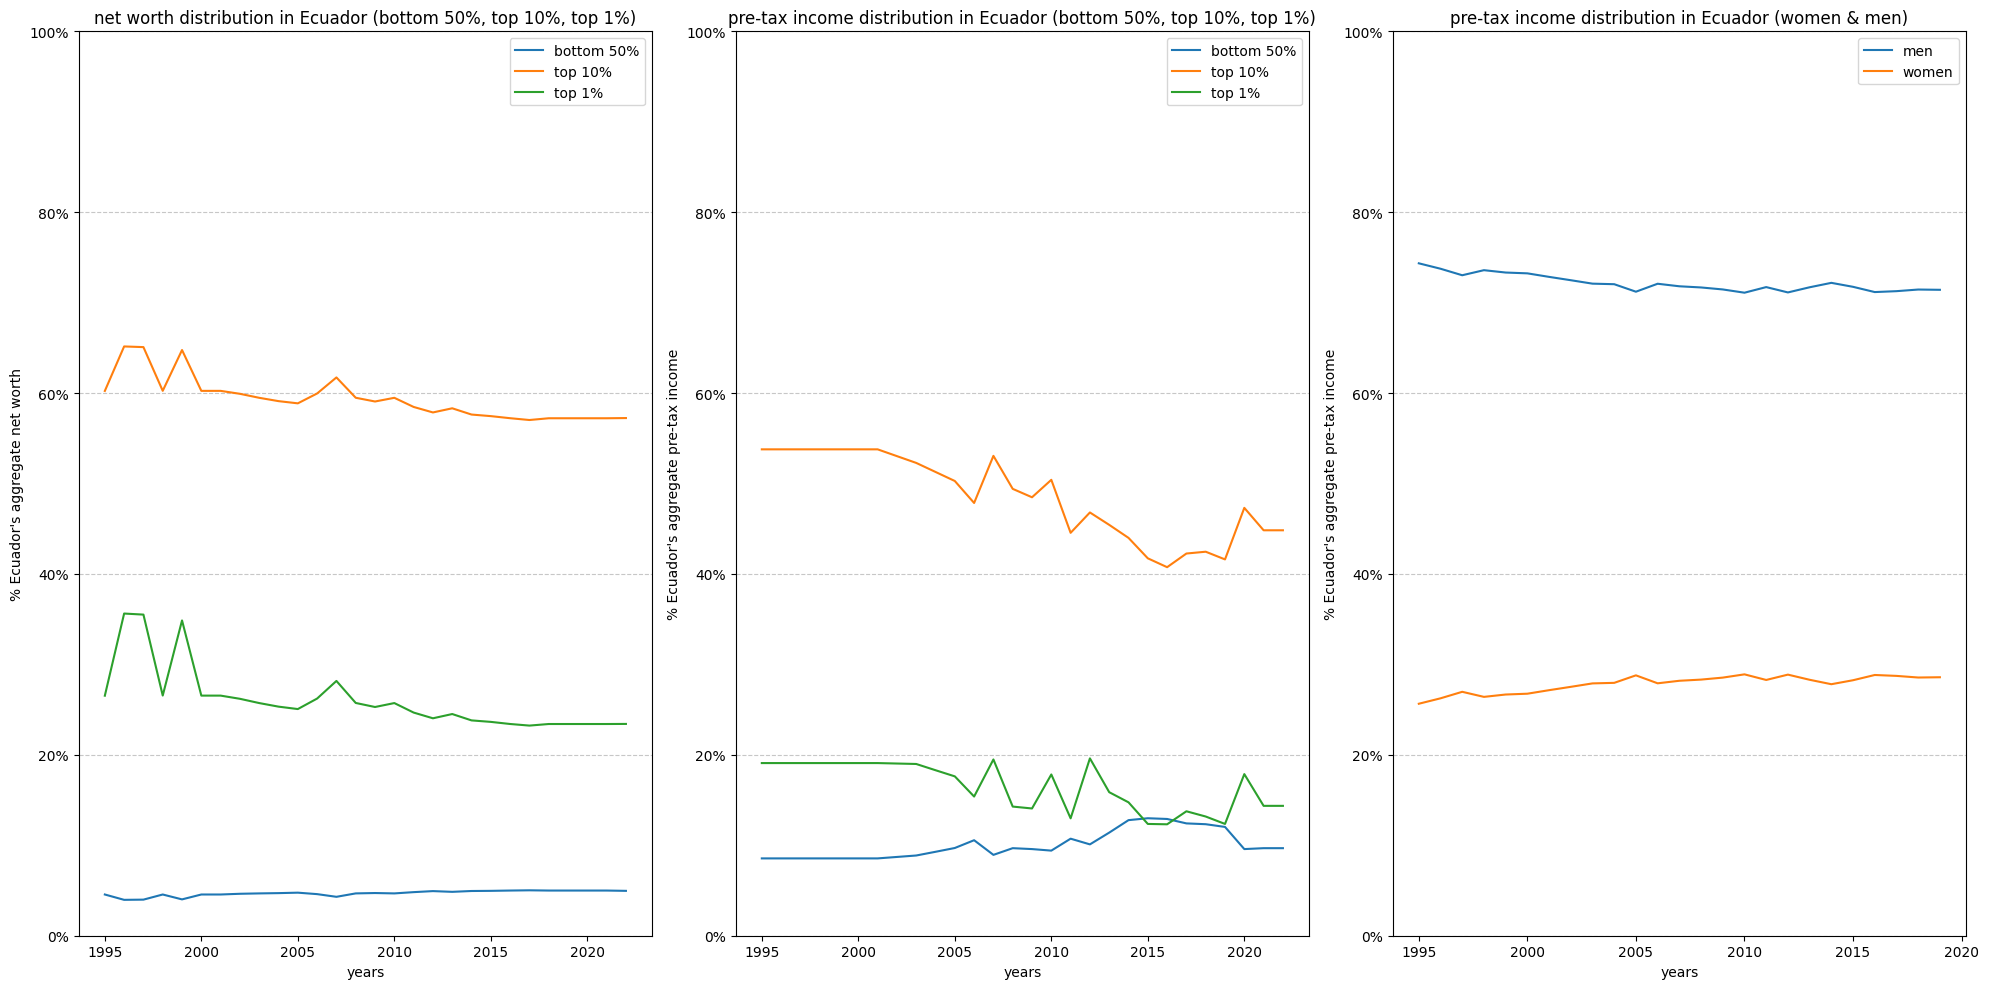 net worth distribution in Ecuador (bottom 50%, top 10%, top 1%)
100%
80%
60%
40%
20%
0%
% Ecuador's aggregate net worth
bottom 50%
top 10%
top 1%
1995 2000 2005 2010 2015 2020
years
pre-tax income distribution in Ecuador (bottom 50%, top 10%, top 1%)
100%
80%
60%
40%
20%
0%
% Ecuador's aggregate pre-tax income
bottom 50%
top 10%
top 1%
1995 2000 2005 2010 2015 2020
years
pre-tax income distribution in Ecuador (women & men)
100%
80%
60%
40%
20%
0%
% Ecuador's aggregate pre-tax income
men
women
1995 2000 2005 2010 2015 2020
years